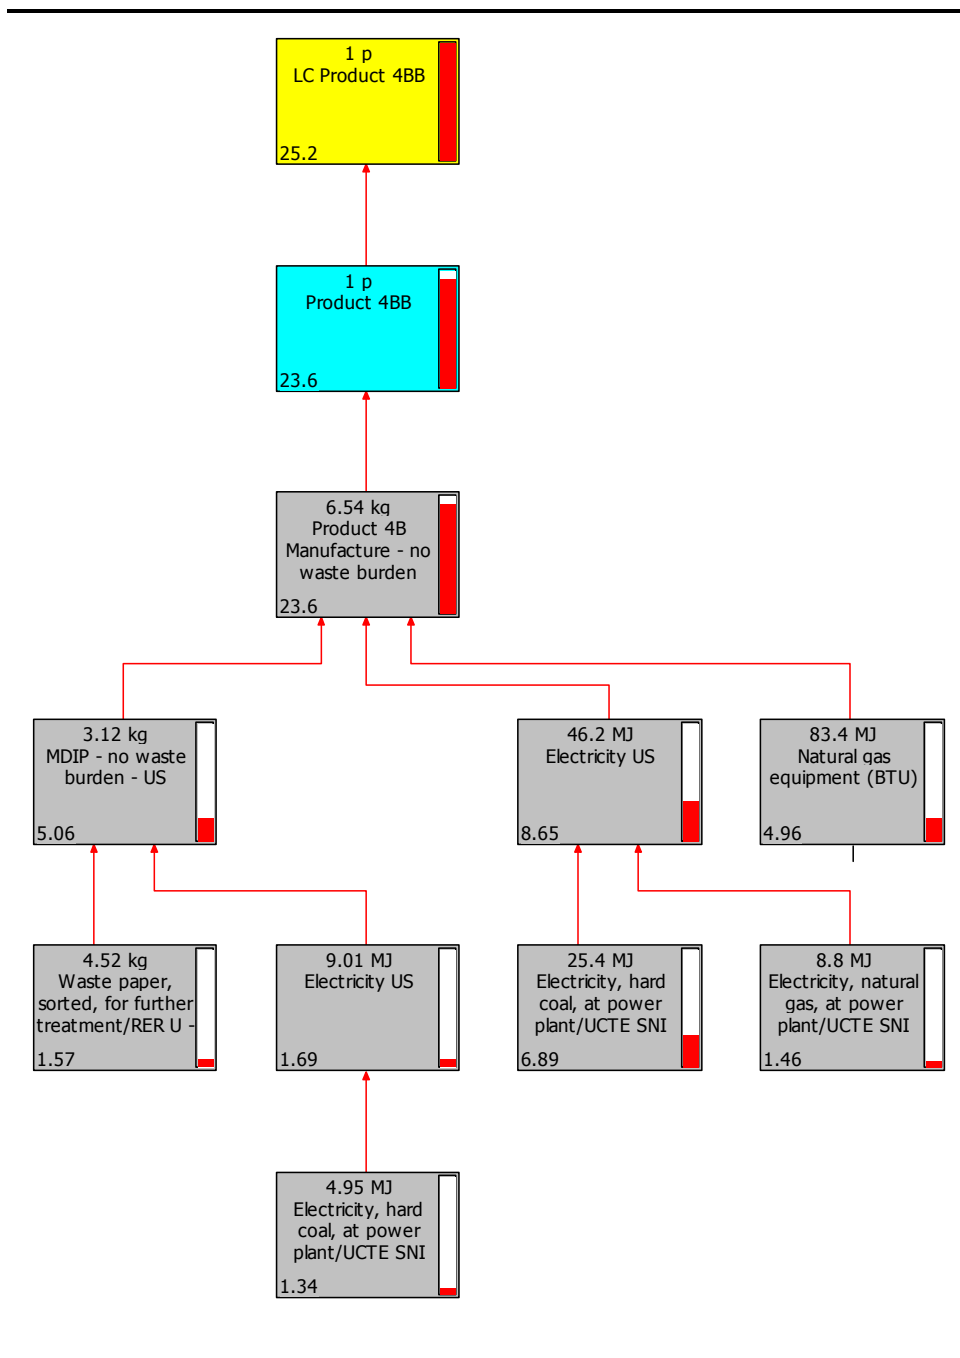 1 p
LC Product 4BB
25.2
1 p
Product 4BB
23.6
6.54 kg
Product 4B
Manufacture - no
waste burden
23.6
3.12 kg
MDIP - no waste
burden - US
5.06
46.2 MJ
Electricity US
8.65
83.4 MJ
Natural gas
equipment (BTU)
4.96
4.52 kg
Waste paper,
sorted, for further
treatment/RER U -
1.57
9.01 MJ
Electricity US
1.69
25.4 MJ
Electricity, hard
coal, at power
plant/UCTE SNI
6.89
8.8 MJ
Electricity, natural
gas, at power
plant/UCTE SNI
1.46
4.95 MJ
Electricity, hard
coal, at power
plant/UCTE SNI
1.34